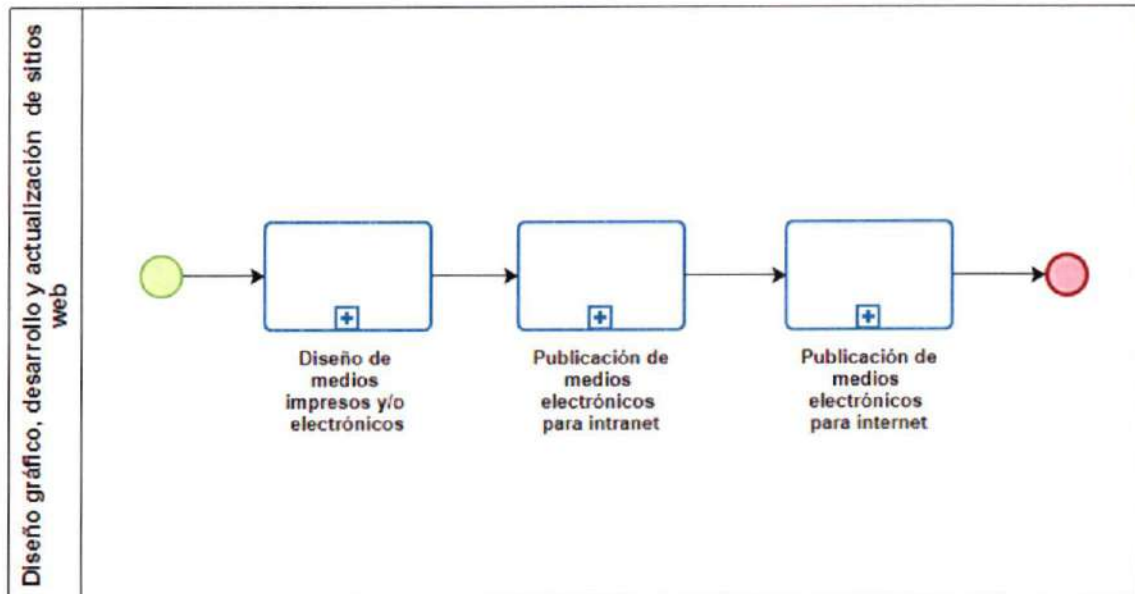 Diseño gráfico, desarrollo y actualización de sitios
web
Diseño de
medios
impresos y/o
electrónicos
Publicación de
medios
electrónicos
para intranet
Publicación de
medios
electrónicos
para internet